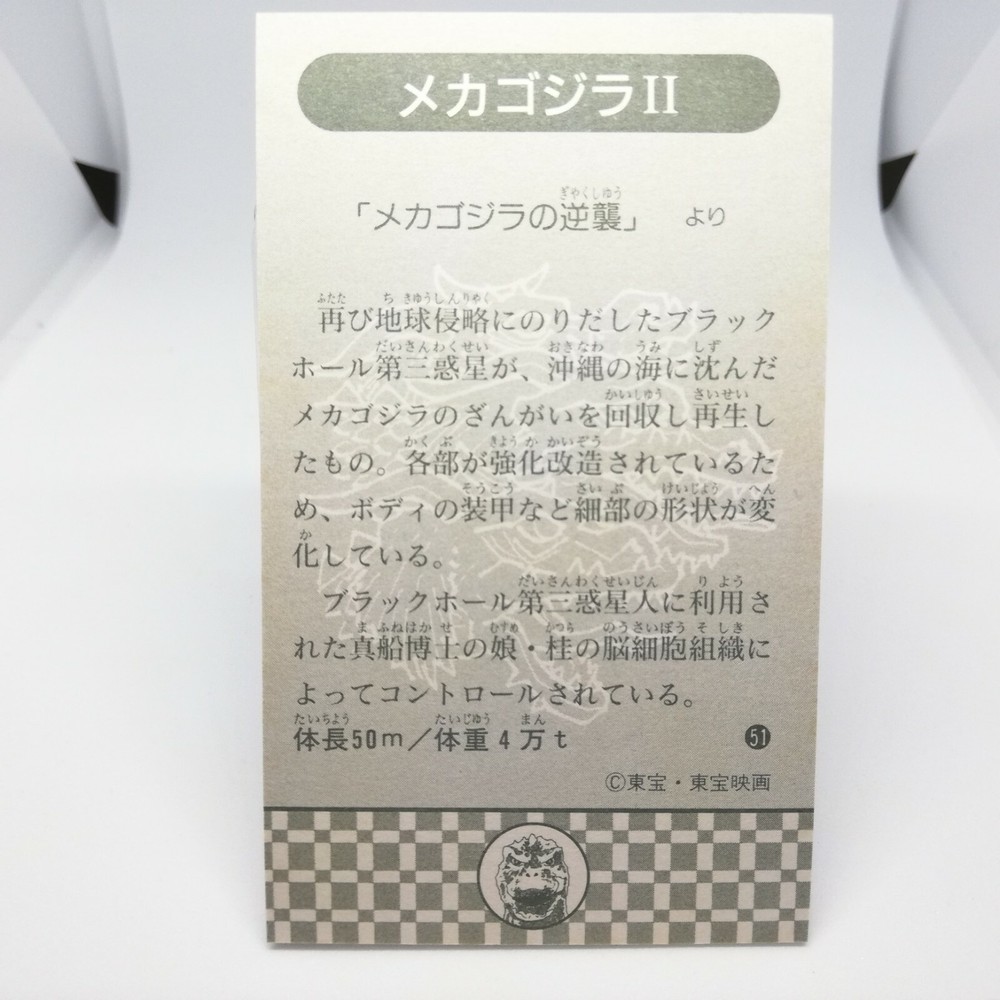 メカゴジラII
「メカゴジラの逆襲」 より
再び地球侵略にのりだしたブラック
ホール第三惑星が、沖縄の海に沈んだ
メカゴジラのざんがいを回収し再生し
たもの。各部が強化改造されているた
め、ボディの装甲など細部の形状が変
化している。
ブラックホール第三惑星人に利用さ
れた真船博士の娘・桂の脳細胞組織に
よってコントロールされている。
体長50m／体重4万t
51
©東宝・東宝映画